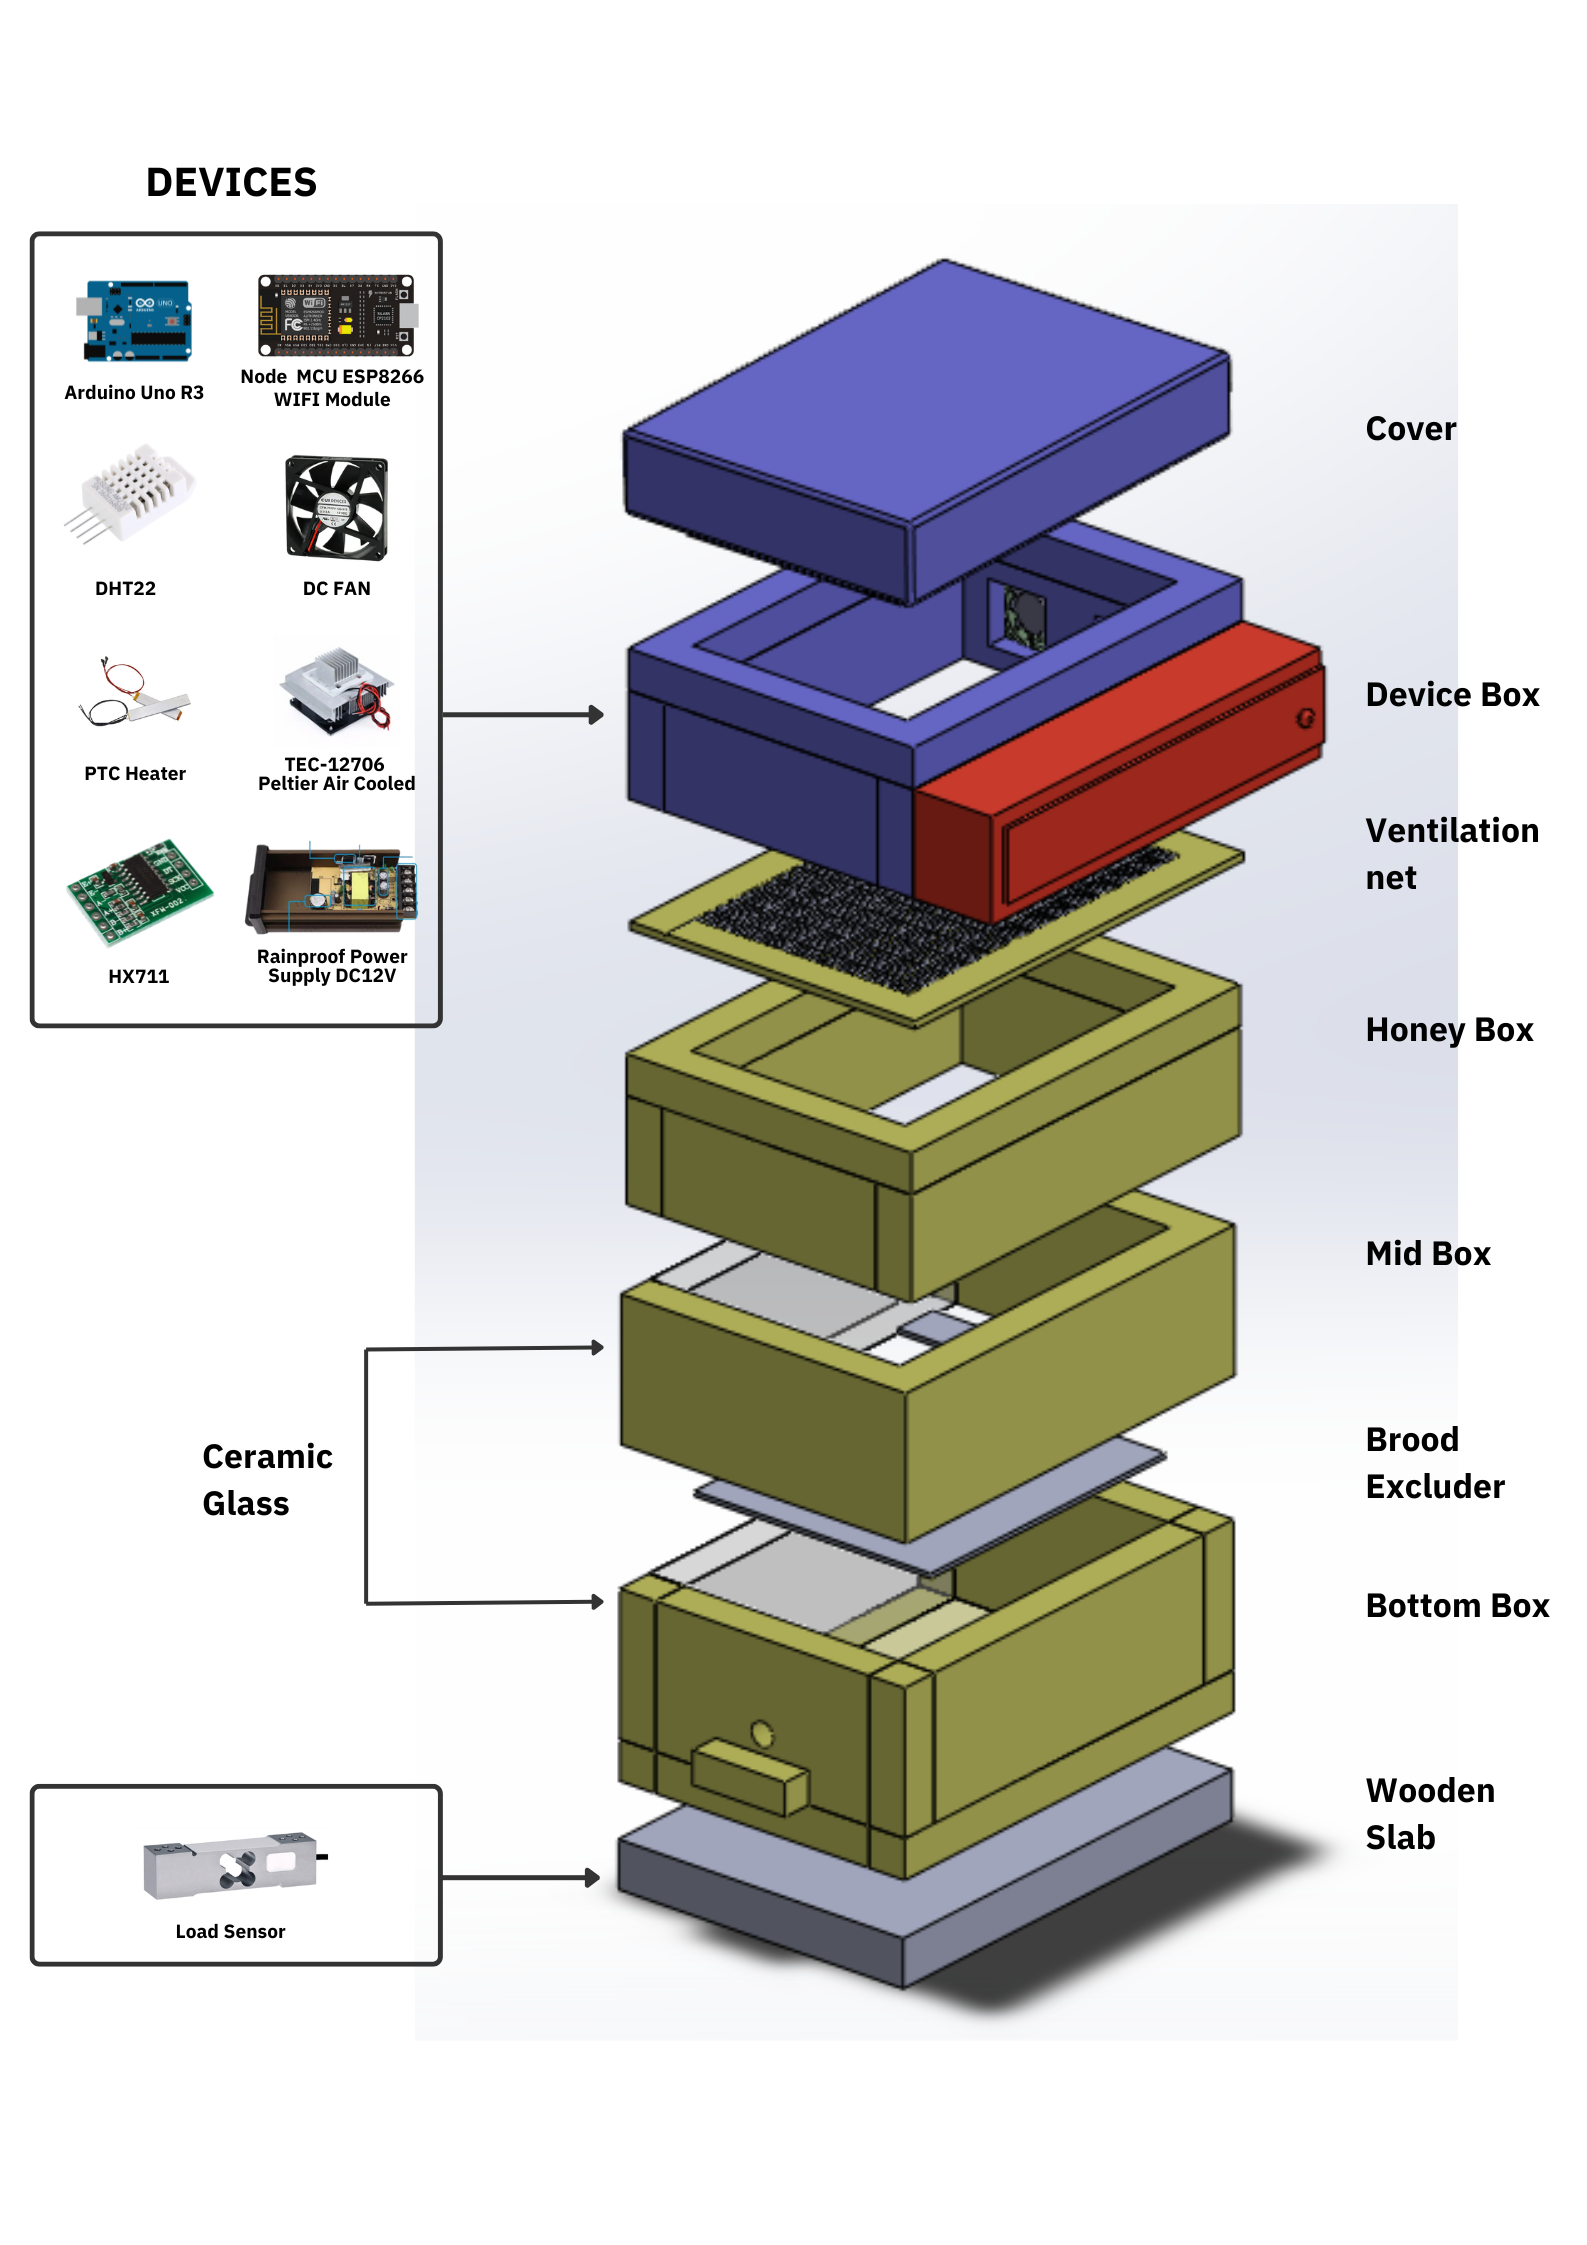 DEVICES
Arduino Uno R3
Node MCU ESP8266
WIFI Module
DHT22
DC FAN
PTC Heater
TEC-12706
Peltier Air Cooled
XFW-002
HX711
Rainproof Power
Supply DC12V
Cover
Device Box
Ventilation
net
Honey Box
Mid Box
Ceramic
Glass
Brood
Excluder
Bottom Box
Wooden
Slab
Load Sensor